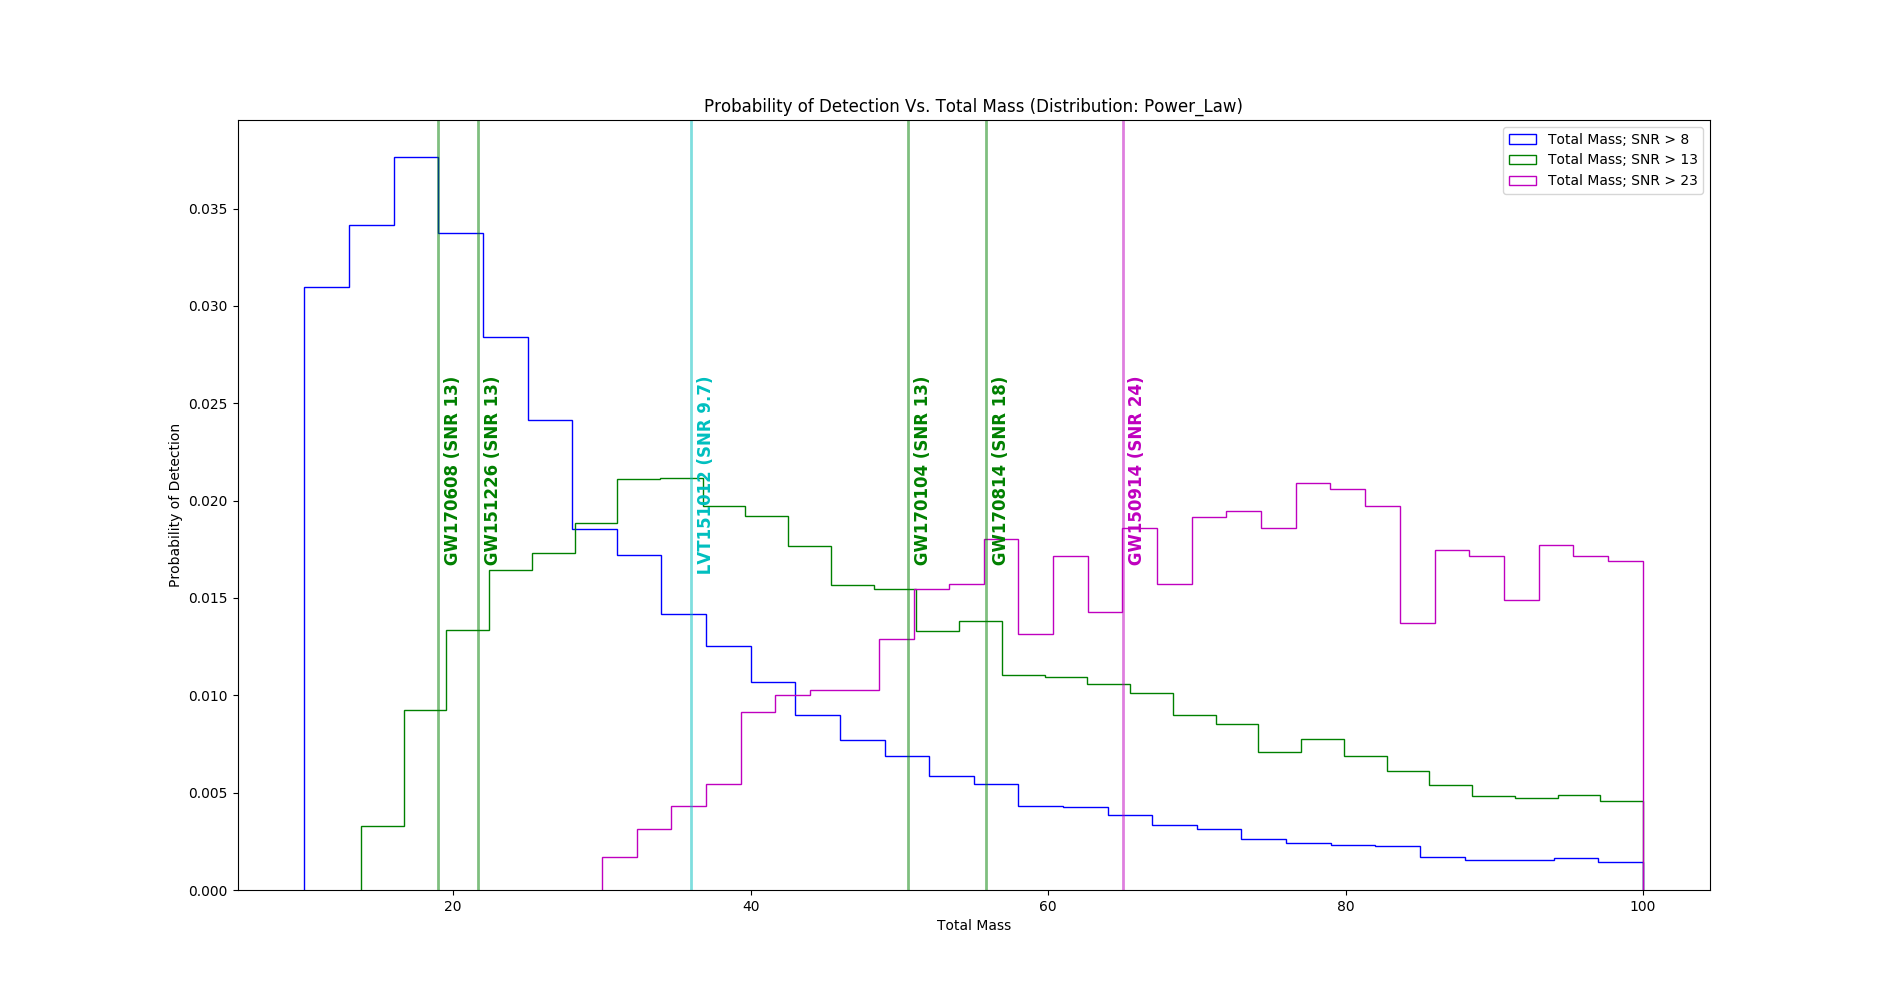 Probability of Detection Vs. Total Mass (Distribution: Power_Law)
Total Mass; SNR > 8
Total Mass; SNR > 13
Total Mass; SNR > 23
0.035
0.030
0.025
0.020
0.015
0.010
0.005
0.000
Probability of Detection
GW170608 (SNR 13)
GW151226 (SNR 13)
LVT151012 (SNR 9.7)
GW170104 (SNR 13)
GW170814 (SNR 18)
GW150914 (SNR 24)
20
40
60
80
100
Total Mass